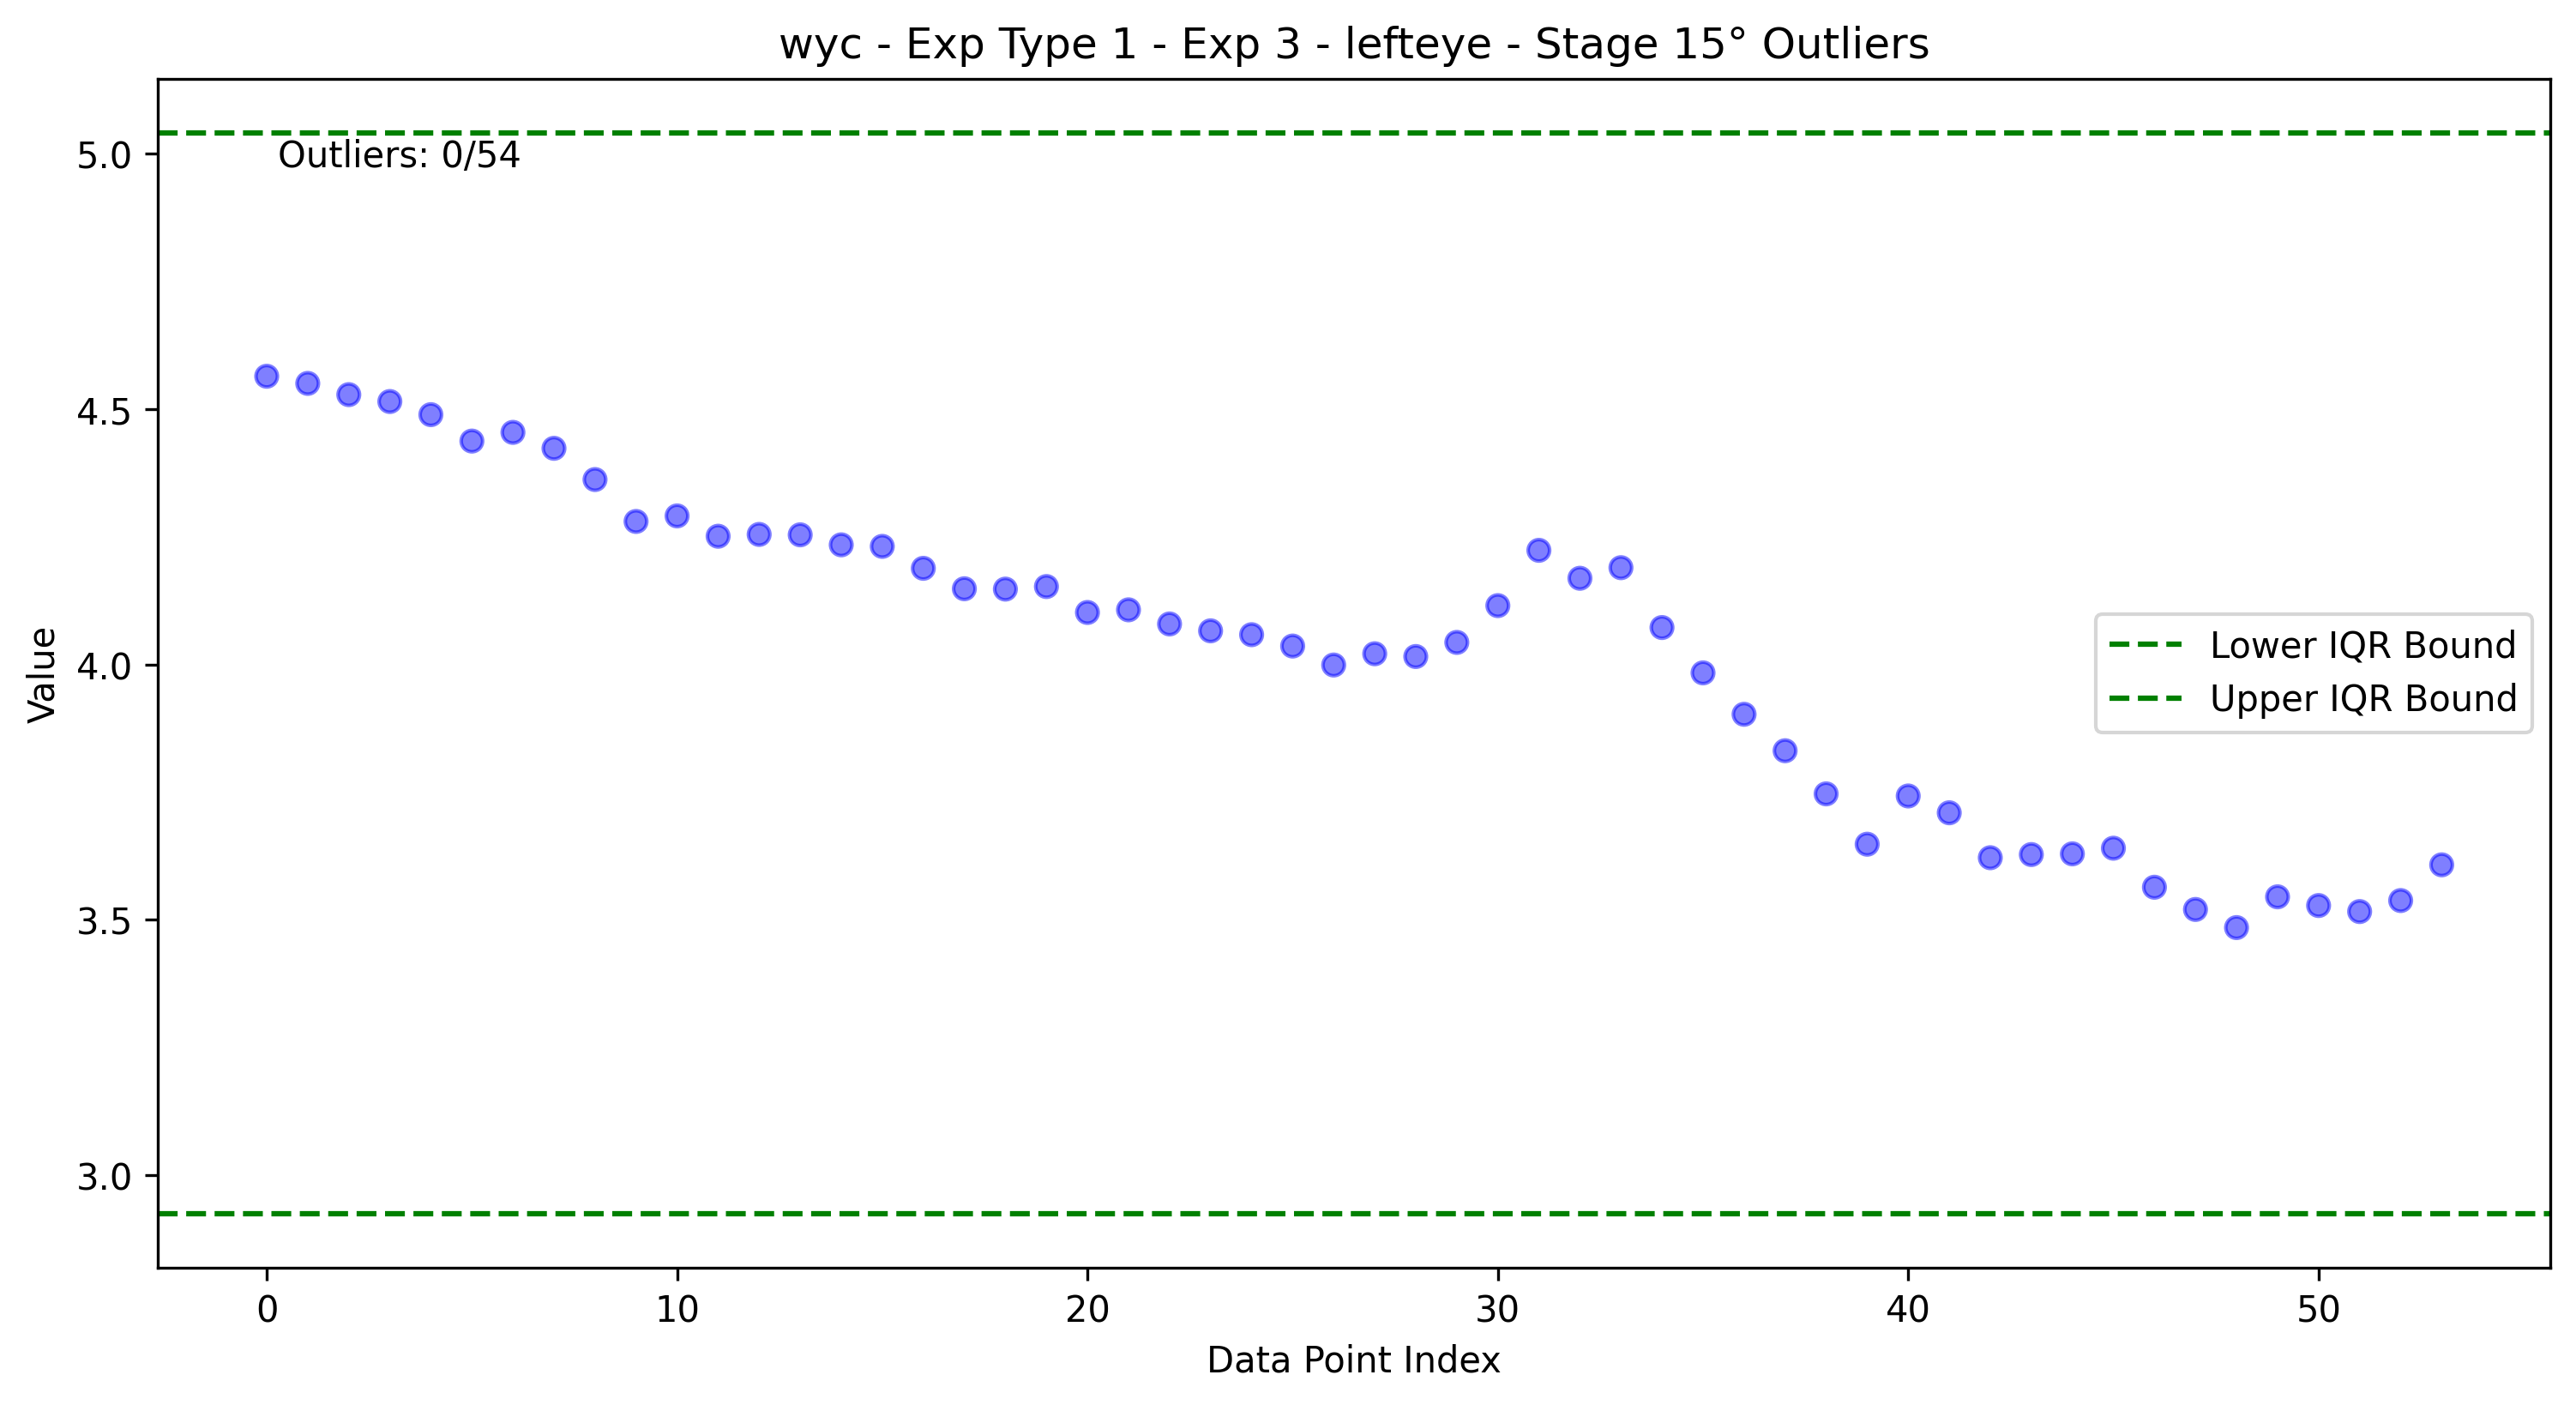 wyc - Exp Type 1 - Exp 3 - lefteye - Stage 15° Outliers
5.0
Outliers: 0/54
4.5
4.0
3.5
3.0
Value
Lower IQR Bound
Upper IQR Bound
0 10 20 30 40 50
Data Point Index